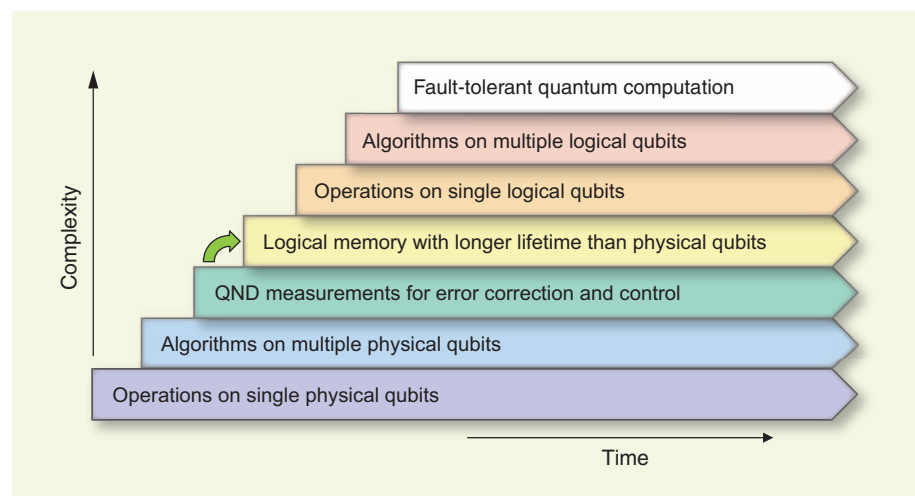 Fault-tolerant quantum computation
Algorithms on multiple logical qubits
Operations on single logical qubits
Logical memory with longer lifetime than physical qubits
QND measurements for error correction and control
Algorithms on multiple physical qubits
Operations on single physical qubits
Complexity
Time